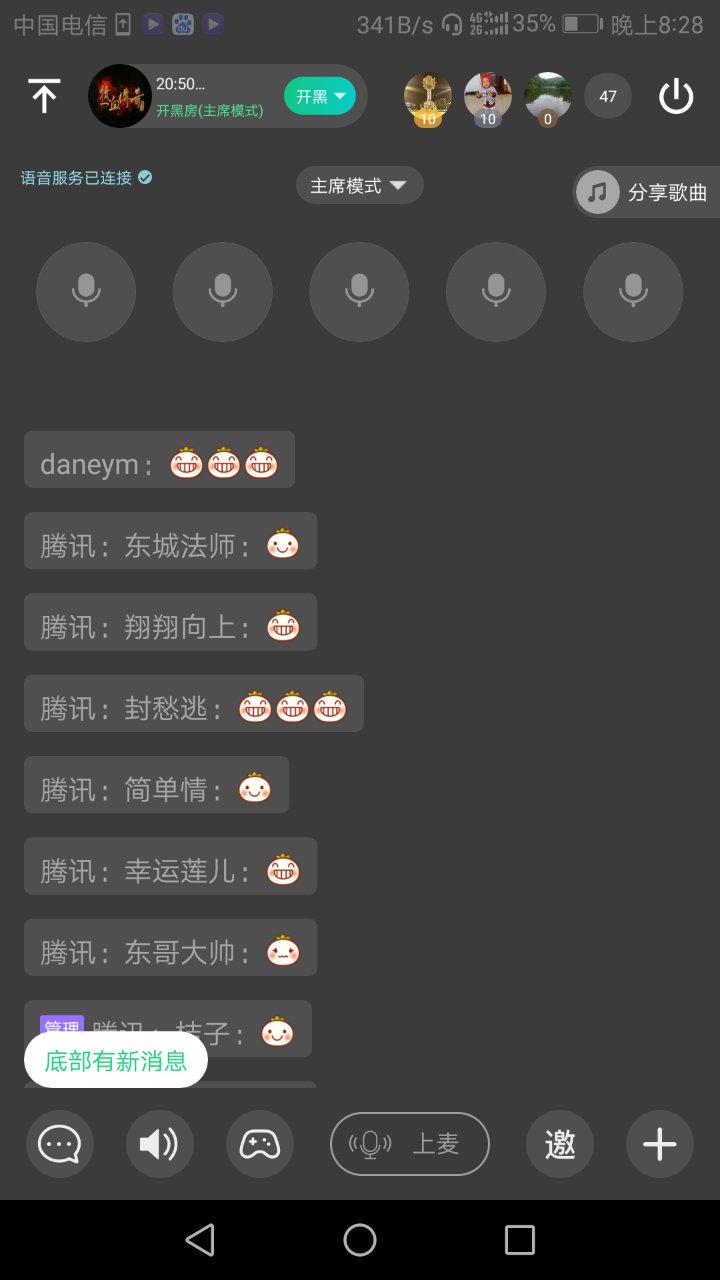 中国电信 341B/s 4G 2G 35% 晚上8:28
20:50...
开黑房(主席模式)
开黑
10
10
0
47
语音服务已连接
主席模式
分享歌曲
daneym：
腾讯：东城法师：
腾讯：翔翔向上：
腾讯：封愁逃：
腾讯：简单情：
腾讯：幸运莲儿：
腾讯：东哥大帅：
管理 腾讯：桔子：
底部有新消息
上麦
邀